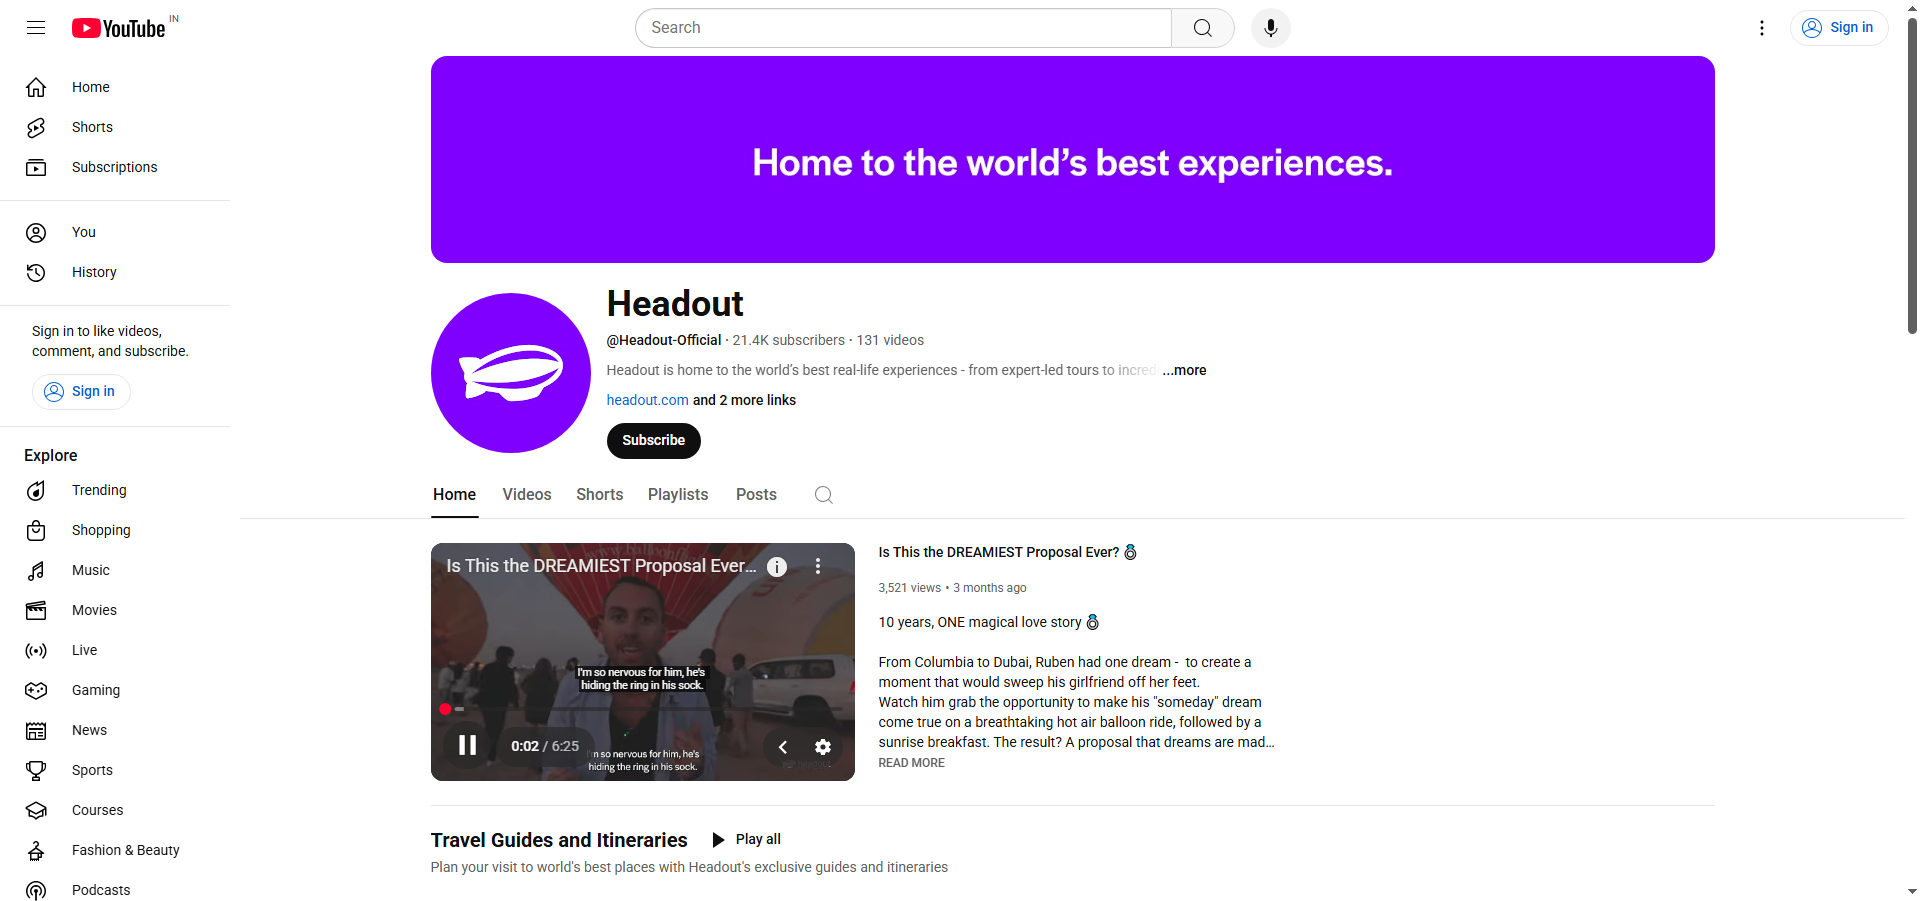 YouTube IN
Search
Sign in
Home
Shorts
Subscriptions
You
History
Sign in to like videos,
comment, and subscribe.
Sign in
Explore
Trending
Shopping
Music
Movies
Live
Gaming
News
Sports
Courses
Fashion & Beauty
Podcasts
Home to the world’s best experiences.
Headout
@Headout-Official · 21.4K subscribers · 131 videos
Headout is home to the world’s best real-life experiences - from expert-led tours to incredi ...more
headout.com and 2 more links
Subscribe
Home Videos Shorts Playlists Posts
Is This the DREAMIEST Proposal Ever...
I'm so nervous for him, he's
hiding the ring in his sock.
0:02 / 6:25
I'm so nervous for him, he's
hiding the ring in his sock.
Is This the DREAMIEST Proposal Ever? 💍
3,521 views • 3 months ago
10 years, ONE magical love story 💍
From Columbia to Dubai, Ruben had one dream - to create a
moment that would sweep his girlfriend off her feet.
Watch him grab the opportunity to make his "someday" dream
come true on a breathtaking hot air balloon ride, followed by a
sunrise breakfast. The result? A proposal that dreams are mad...
READ MORE
Travel Guides and Itineraries Play all
Plan your visit to world's best places with Headout's exclusive guides and itineraries